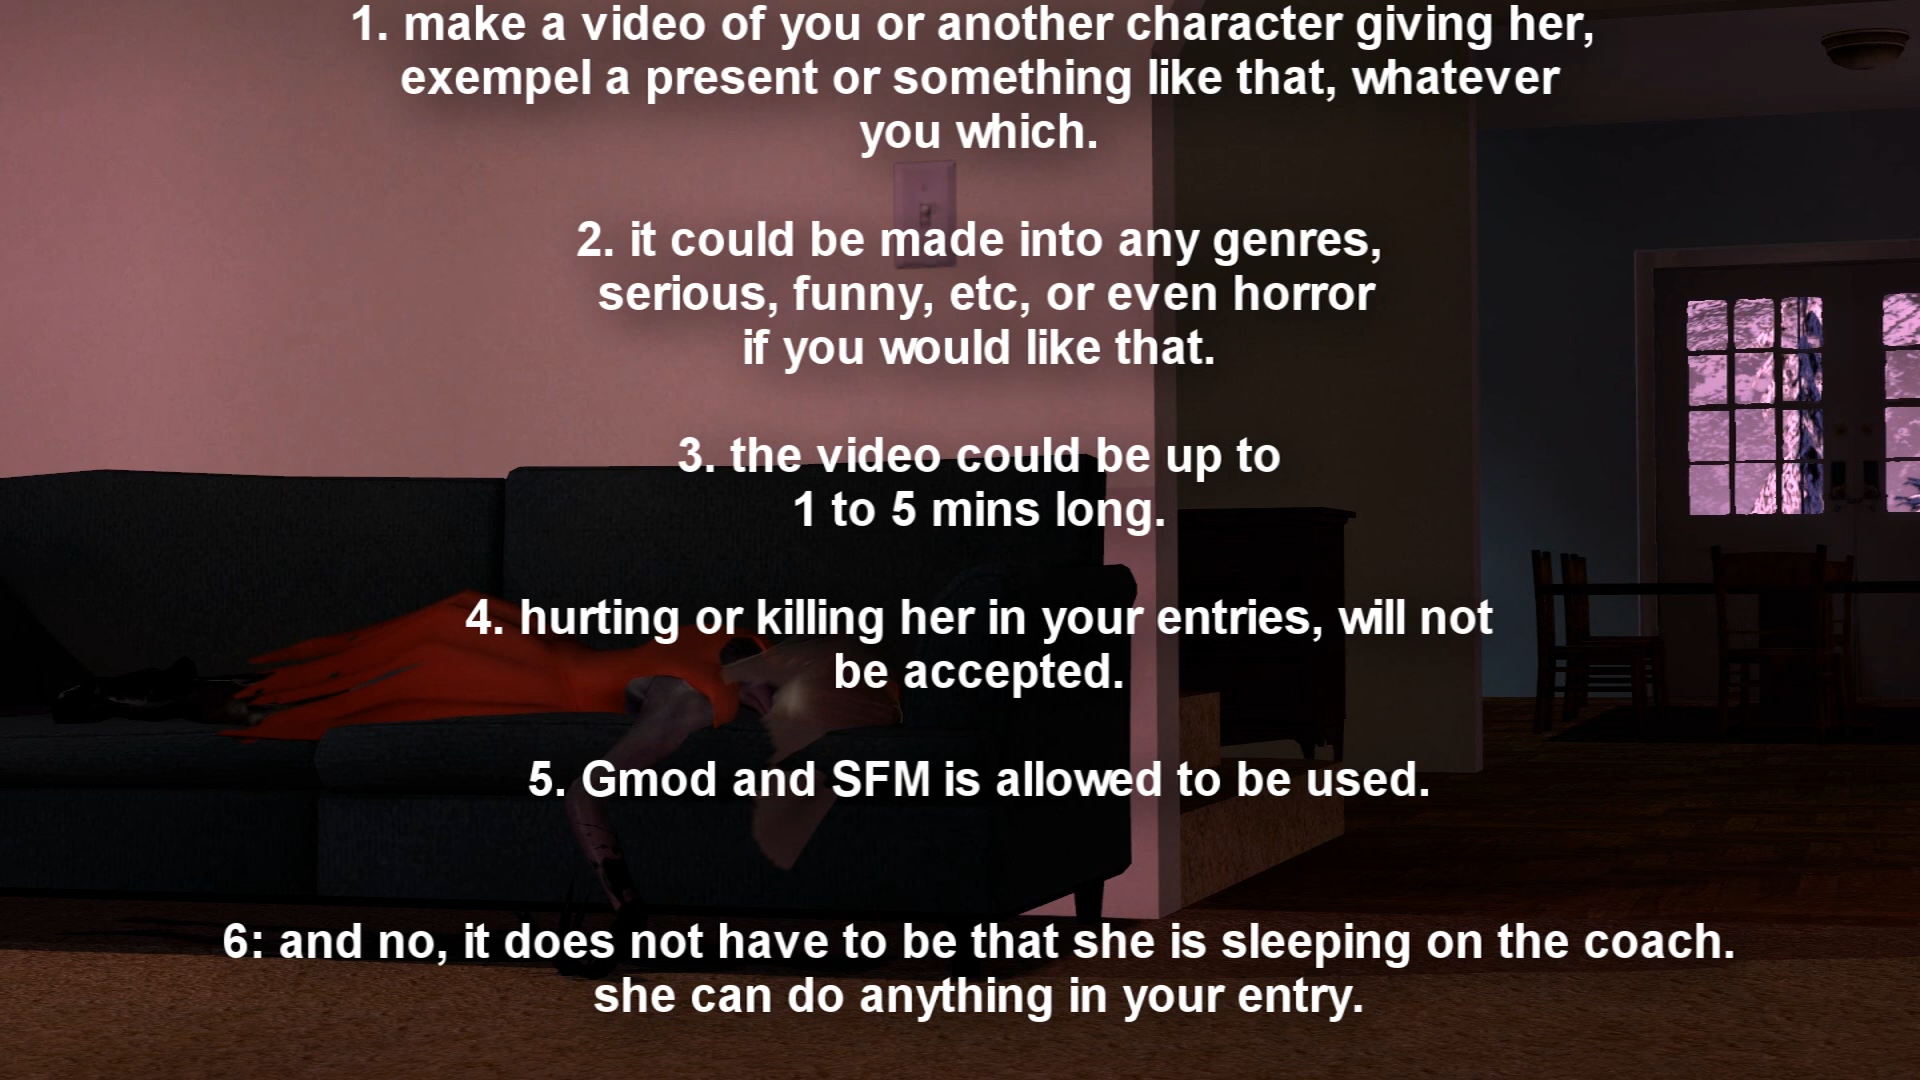 1. make a video of you or another character giving her,
exempel a present or something like that, whatever
you which.
2. it could be made into any genres,
serious, funny, etc, or even horror
if you would like that.
3. the video could be up to
1 to 5 mins long.
4. hurting or killing her in your entries, will not
be accepted.
5. Gmod and SFM is allowed to be used.
6: and no, it does not have to be that she is sleeping on the coach.
she can do anything in your entry.